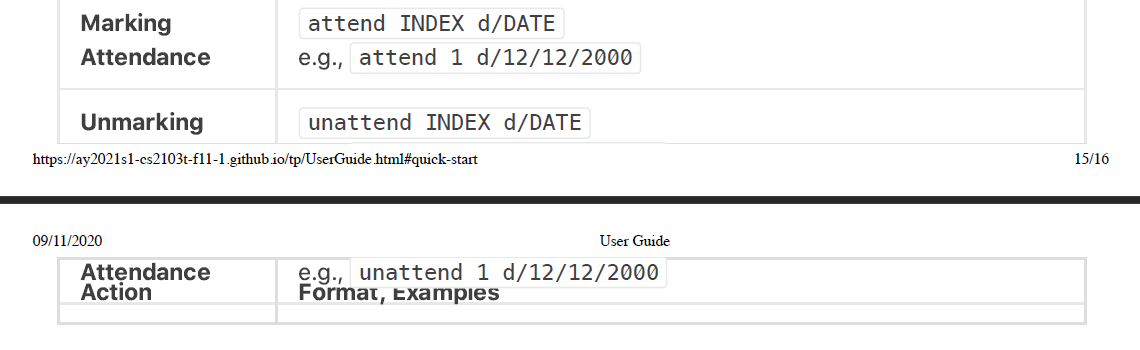 Marking attend INDEX d/DATE
Attendance e.g., attend 1 d/12/12/2000
Unmarking unattend INDEX d/DATE
https://ay2021s1-cs2103t-f11-1.github.io/tp/UserGuide.html#quick-start 15/16
09/11/2020 User Guide
Attendance e.g., unattend 1 d/12/12/2000
Action Format, Examples